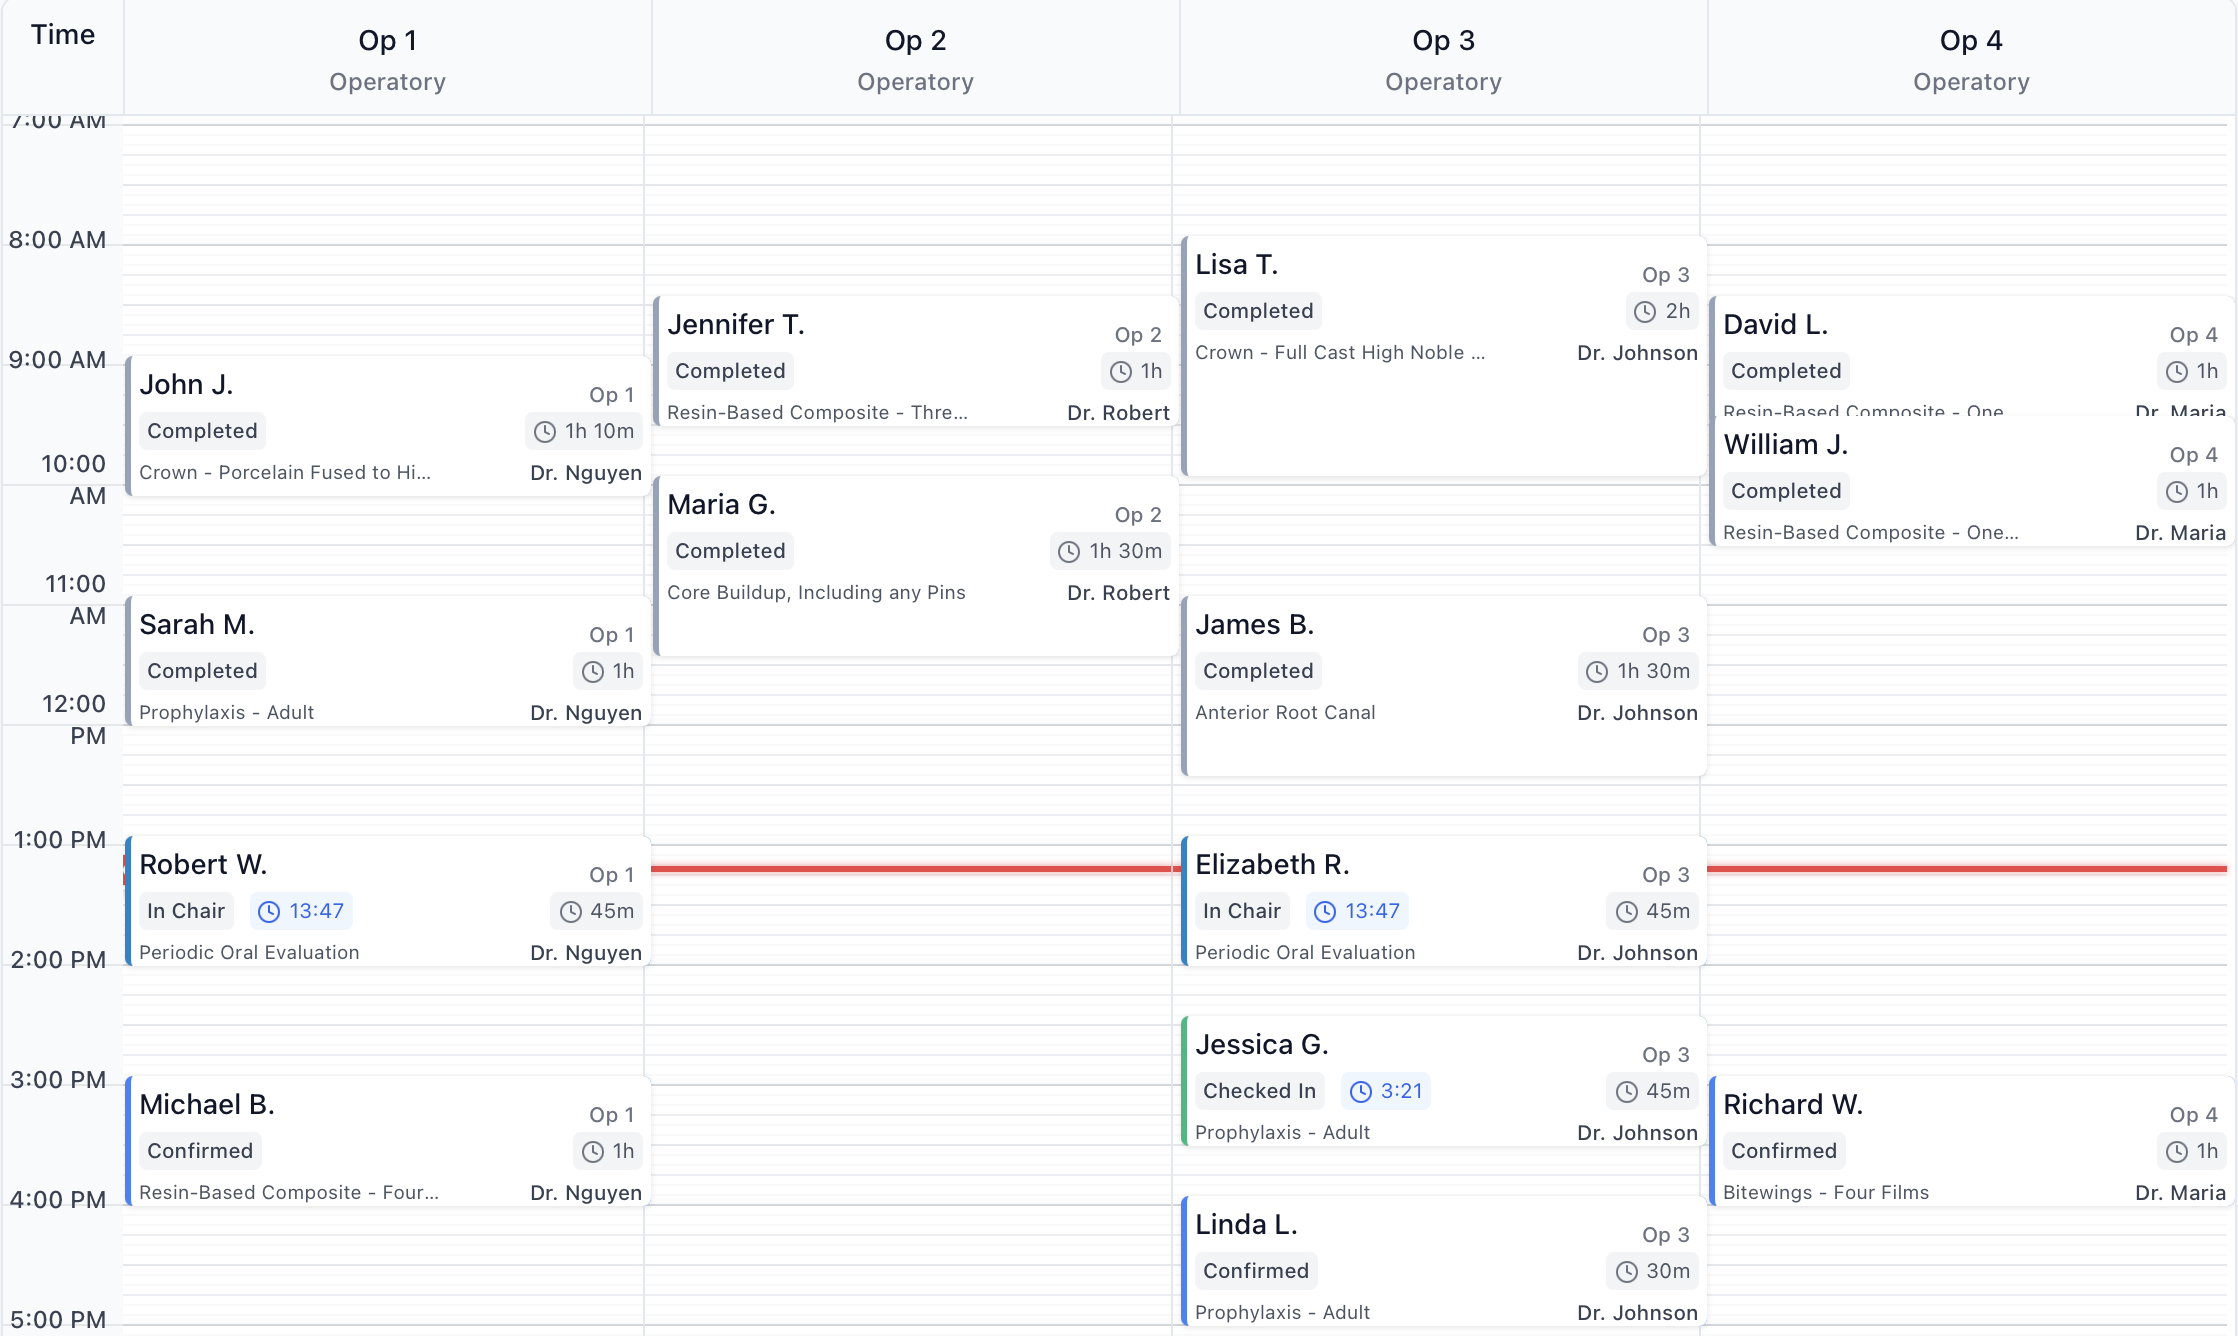 Time
Op 1
Operatory
Op 2
Operatory
Op 3
Operatory
Op 4
Operatory
7:00 AM
8:00 AM
9:00 AM
10:00
AM
11:00
AM
12:00
PM
1:00 PM
2:00 PM
3:00 PM
4:00 PM
5:00 PM
John J.
Op 1
Completed
1h 10m
Crown - Porcelain Fused to Hi...
Dr. Nguyen
Sarah M.
Op 1
Completed
1h
Prophylaxis - Adult
Dr. Nguyen
Robert W.
Op 1
In Chair
13:47
45m
Periodic Oral Evaluation
Dr. Nguyen
Michael B.
Op 1
Confirmed
1h
Resin-Based Composite - Four...
Dr. Nguyen
Jennifer T.
Op 2
Completed
1h
Resin-Based Composite - Thre...
Dr. Robert
Maria G.
Op 2
Completed
1h 30m
Core Buildup, Including any Pins
Dr. Robert
Lisa T.
Op 3
Completed
2h
Crown - Full Cast High Noble ...
Dr. Johnson
James B.
Op 3
Completed
1h 30m
Anterior Root Canal
Dr. Johnson
Elizabeth R.
Op 3
In Chair
13:47
45m
Periodic Oral Evaluation
Dr. Johnson
Jessica G.
Op 3
Checked In
3:21
45m
Prophylaxis - Adult
Dr. Johnson
Linda L.
Op 3
Confirmed
30m
Prophylaxis - Adult
Dr. Johnson
David L.
Op 4
Completed
1h
Resin-Based Composite - One
Dr. Maria
William J.
Op 4
Completed
1h
Resin-Based Composite - One...
Dr. Maria
Richard W.
Op 4
Confirmed
1h
Bitewings - Four Films
Dr. Maria